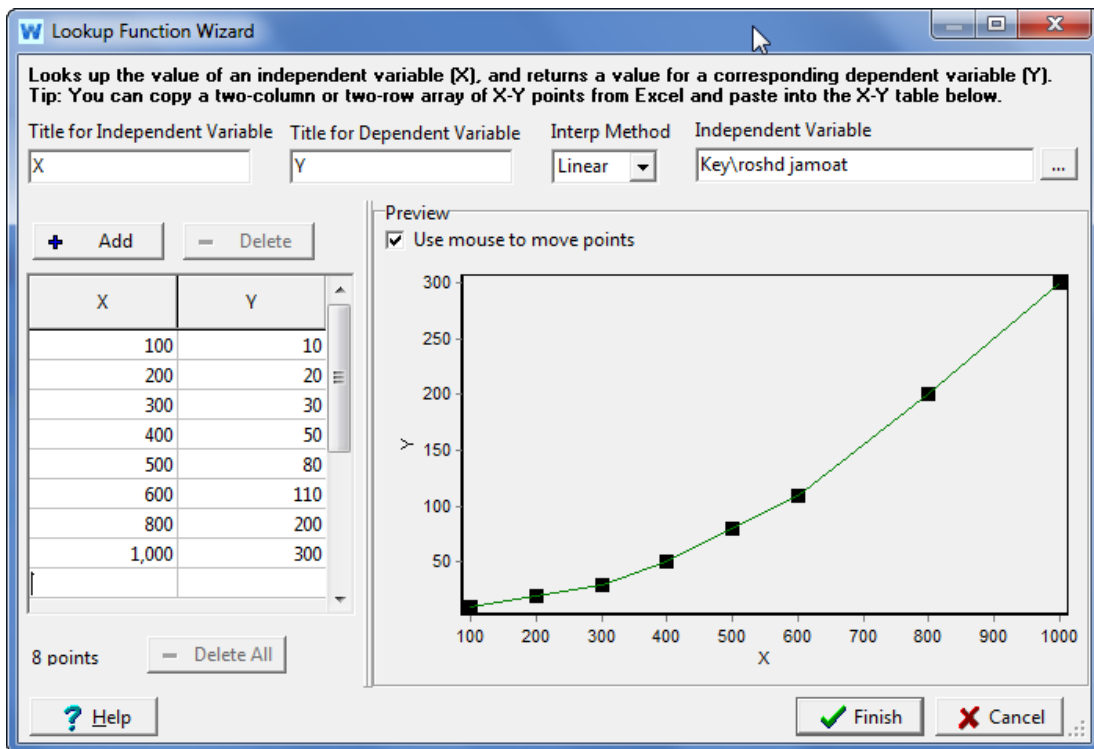 W Lookup Function Wizard
Looks up the value of an independent variable (X), and returns a value for a corresponding dependent variable (Y).
Tip: You can copy a two-column or two-row array of X-Y points from Excel and paste into the X-Y table below.
Title for Independent Variable Title for Dependent Variable Interp Method Independent Variable
X Y Linear Key\roshd jamoat ...
Add Delete
X Y
100 10
200 20
300 30
400 50
500 80
600 110
800 200
1,000 300
8 points Delete All
Preview
Use mouse to move points
300
250
200
150
100
50
Y
100 200 300 400 500 600 700 800 900 1000
X
? Help Finish Cancel